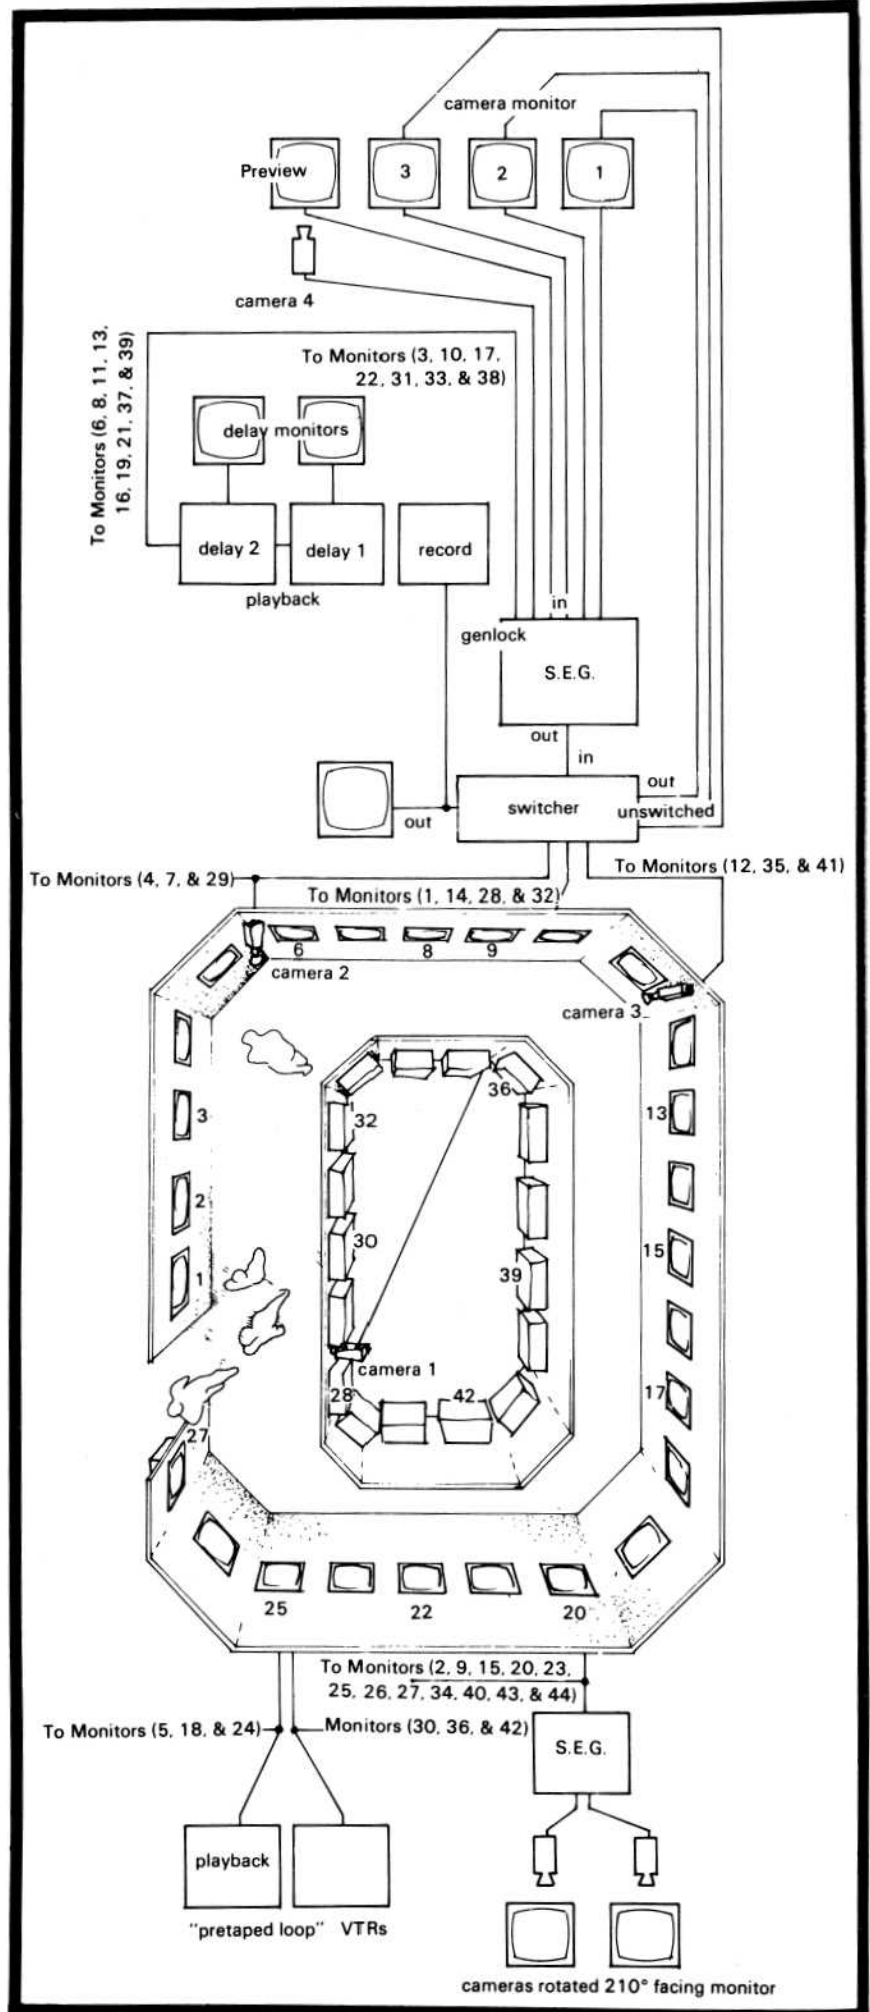 camera monitor
Preview
3
2
1
camera 4
To Monitors (6, 8, 11, 13,
16, 19, 21, 37, & 39)
To Monitors (3, 10, 17,
22, 31, 33, & 38)
delay monitors
delay 2
delay 1
record
playback
in
genlock
S.E.G.
out
in
switcher
out
unswitched
out
To Monitors (4, 7, & 29)
To Monitors (1, 14, 28, & 32)
To Monitors (12, 35, & 41)
6
8
9
camera 2
camera 3
36
3
32
13
2
30
15
1
39
camera 1
28
42
17
27
25
22
20
To Monitors (2, 9, 15, 20, 23,
25, 26, 27, 34, 40, 43, & 44)
To Monitors (5, 18, & 24)
Monitors (30, 36, & 42)
S.E.G.
playback
"pretaped loop"
VTRs
cameras rotated 210° facing monitor